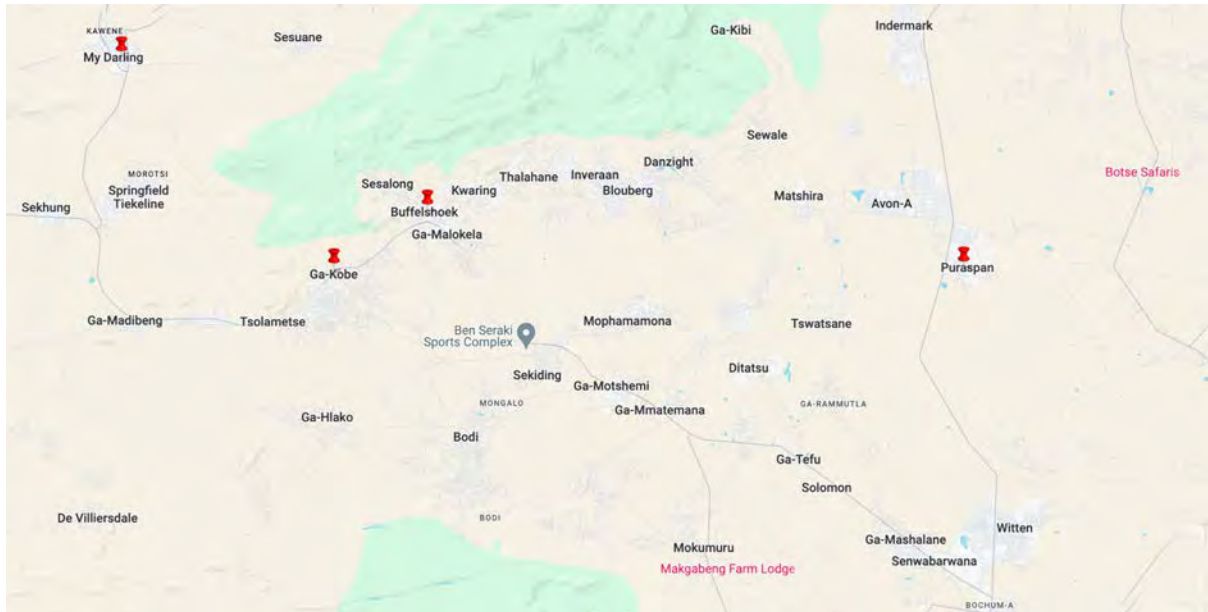 Ga-Kibi
Indermark
KAWENE
Sesuane
My Darling
Sewale
Danzight
MOROTSI
Springfield
Tiekeline
Sesalong
Kwaring
Thalahane
Inveraan
Blouberg
Matshira
Avon-A
Botse Safaris
Sekhung
Buffelshoek
Ga-Malokela
Ga-Kobe
Puraspan
Ga-Madibeng
Tsolametse
Ben Seraki
Sports Complex
Mophamamona
Tswatsane
Sekiding
Ga-Motshemi
Ditatsu
MONGALO
Ga-Hlako
Ga-Mmatemana
GA-RAMMUTLA
Bodi
Ga-Tefu
Solomon
De Villiersdale
BODI
Witten
Mokumuru
Ga-Mashalane
Makgabeng Farm Lodge
Senwabarwana
BOCHUM-A